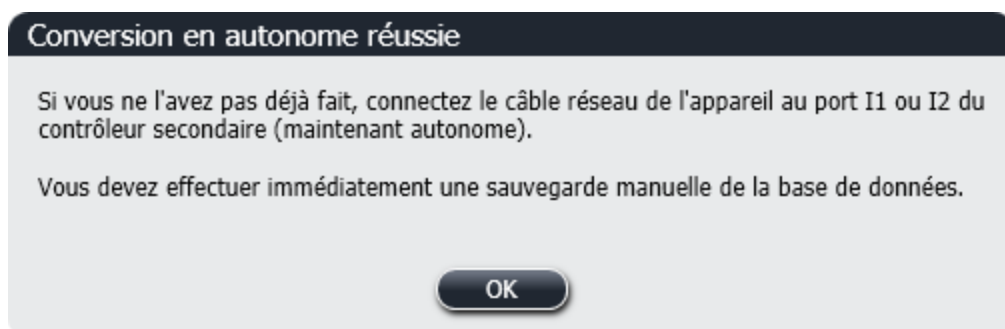 Conversion en autonome réussie
Si vous ne l'avez pas déjà fait, connectez le câble réseau de l'appareil au port I1 ou I2 du
contrôleur secondaire (maintenant autonome).
Vous devez effectuer immédiatement une sauvegarde manuelle de la base de données.
OK